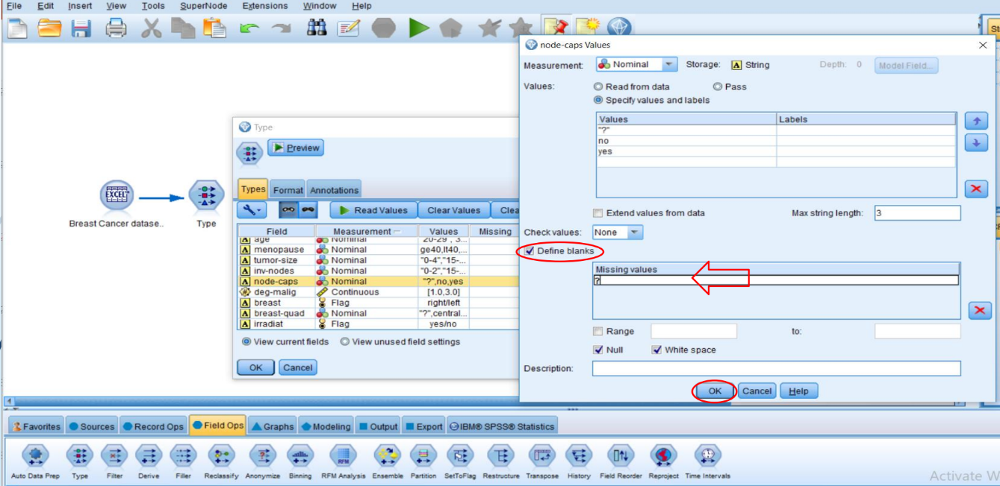 File Edit Insert View Tools SuperNode Extensions Window Help
St
node-caps Values
Measurement: Nominal Storage: A String Depth: 0 Model Field...
Values: Read from data Pass
Specify values and labels
Values Labels
"?"
no
yes
Extend values from data Max string length: 3
Check values: None
Define blanks
Missing values
?
Range to:
Null White space
Description:
OK Cancel Help
Type
Preview
Types Format Annotations
Read Values Clear Values Clea
Field Measurement Values Missing
A age Nominal "20-29", 3...
A menopause Nominal ge40,lt40,...
A tumor-size Nominal "0-4","15-...
A inv-nodes Nominal "0-2","15-...
A node-caps Nominal "?",no,yes
deg-malig Continuous [1.0,3.0]
A breast Flag right/left
A breast-quad Nominal "?",central...
A irradiat Flag yes/no
View current fields View unused field settings
OK Cancel
EXCEL
Breast Cancer datase.. Type
Favorites Sources Record Ops Field Ops Graphs Modeling Output Export IBM® SPSS® Statistics
RFM
Auto Data Prep Type Filter Derive Filler Reclassify Anonymize Binning RFM Analysis Ensemble Partition SetToFlag Restructure Transpose History Field Reorder Reproject Time Intervals
Activate W